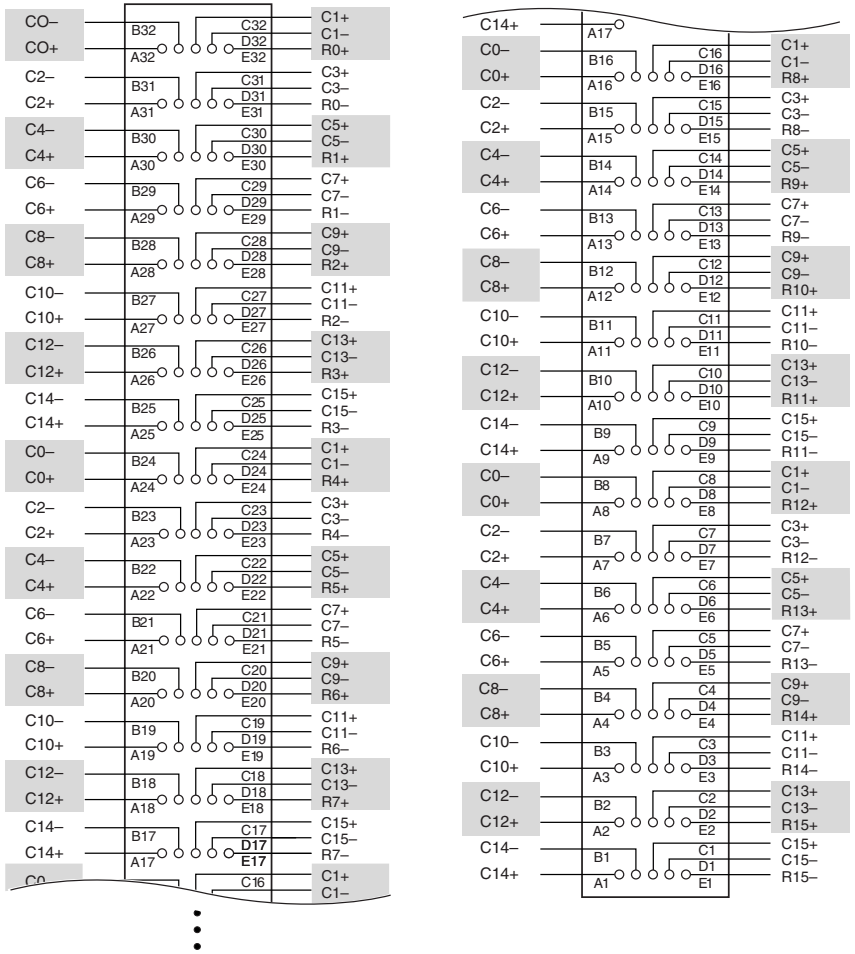 CO– B32 C32 C1+
D32 C1–
CO+ A32 E32 R0+
C2– B31 C31 C3+
D31 C3–
C2+ A31 E31 R0–
C4– B30 C30 C5+
D30 C5–
C4+ A30 E30 R1+
C6– B29 C29 C7+
D29 C7–
C6+ A29 E29 R1–
C8– B28 C28 C9+
D28 C9–
C8+ A28 E28 R2+
C10– B27 C27 C11+
D27 C11–
C10+ A27 E27 R2–
C12– B26 C26 C13+
D26 C13–
C12+ A26 E26 R3+
C14– B25 C25 C15+
D25 C15–
C14+ A25 E25 R3–
C0– B24 C24 C1+
D24 C1–
C0+ A24 E24 R4+
C2– B23 C23 C3+
D23 C3–
C2+ A23 E23 R4–
C4– B22 C22 C5+
D22 C5–
C4+ A22 E22 R5+
C6– B21 C21 C7+
D21 C7–
C6+ A21 E21 R5–
C8– B20 C20 C9+
D20 C9–
C8+ A20 E20 R6+
C10– B19 C19 C11+
D19 C11–
C10+ A19 E19 R6–
C12– B18 C18 C13+
D18 C13–
C12+ A18 E18 R7+
C14– B17 C17 C15+
D17 C15–
C14+ A17 E17 R7–
C0 C16 C1+
C1–
C14+ A17
C0– B16 C16 C1+
D16 C1–
C0+ A16 E16 R8+
C2– B15 C15 C3+
D15 C3–
C2+ A15 E15 R8–
C4– B14 C14 C5+
D14 C5–
C4+ A14 E14 R9+
C6– B13 C13 C7+
D13 C7–
C6+ A13 E13 R9–
C8– B12 C12 C9+
D12 C9–
C8+ A12 E12 R10+
C10– B11 C11 C11+
D11 C11–
C10+ A11 E11 R10–
C12– B10 C10 C13+
D10 C13–
C12+ A10 E10 R11+
C14– B9 C9 C15+
D9 C15–
C14+ A9 E9 R11–
C0– B8 C8 C1+
D8 C1–
C0+ A8 E8 R12+
C2– B7 C7 C3+
D7 C3–
C2+ A7 E7 R12–
C4– B6 C6 C5+
D6 C5–
C4+ A6 E6 R13+
C6– B5 C5 C7+
D5 C7–
C6+ A5 E5 R13–
C8– B4 C4 C9+
D4 C9–
C8+ A4 E4 R14+
C10– B3 C3 C11+
D3 C11–
C10+ A3 E3 R14–
C12– B2 C2 C13+
D2 C13–
C12+ A2 E2 R15+
C14– B1 C1 C15+
D1 C15–
C14+ A1 E1 R15–